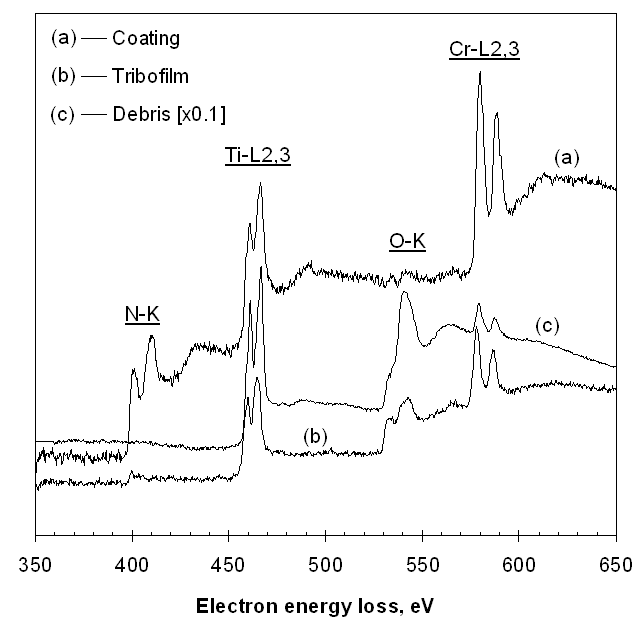 (a) — Coating
(b) — Tribofilm
(c) — Debris [x0.1]
Cr-L2,3
Ti-L2,3
(a)
O-K
N-K
(c)
(b)
350 400 450 500 550 600 650
Electron energy loss, eV